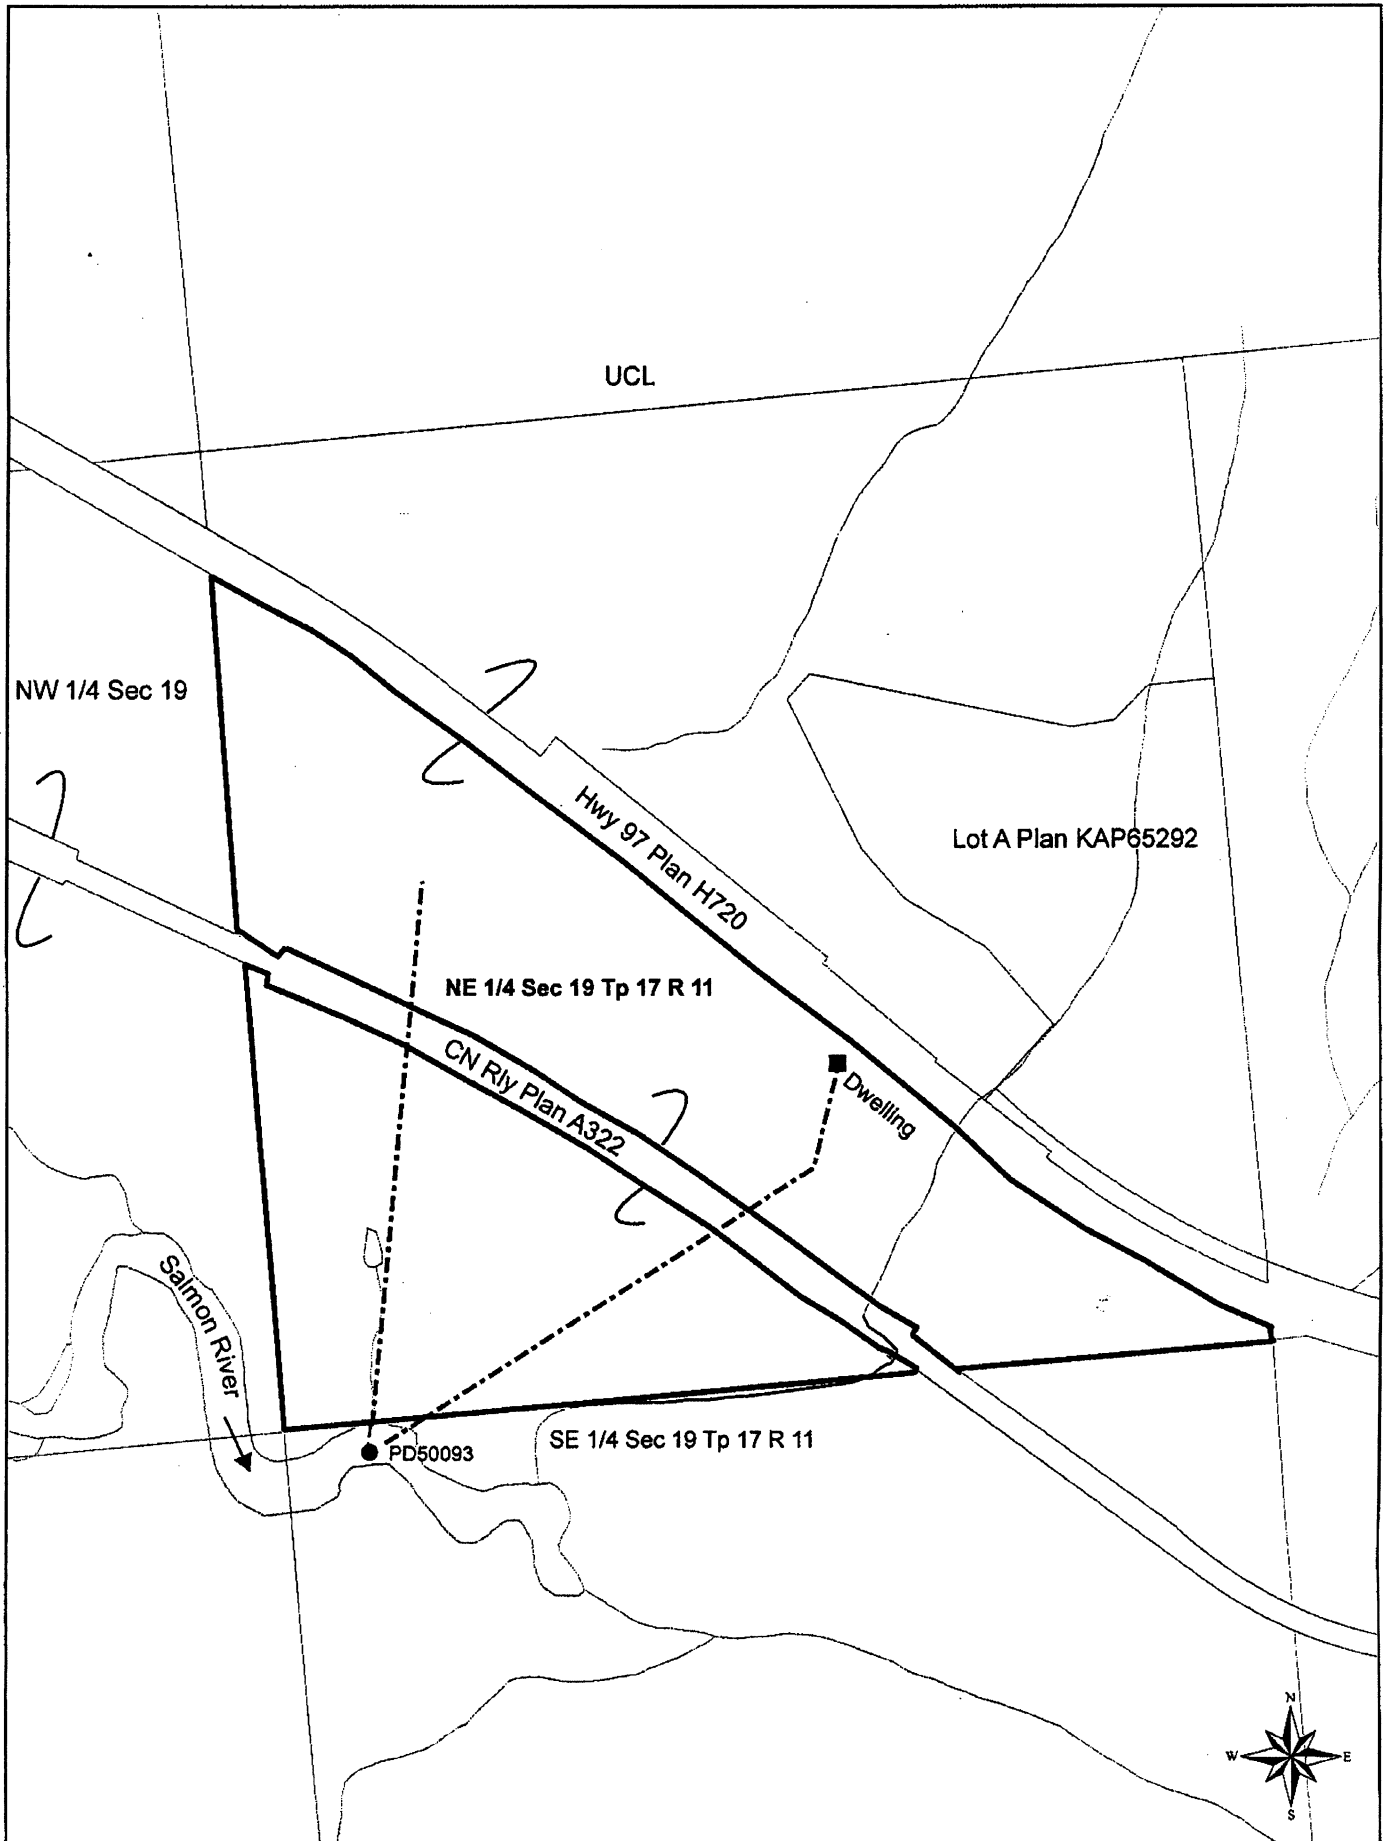 UCL
NW 1/4 Sec 19
Hwy 97 Plan H720
Lot A Plan KAP65292
NE 1/4 Sec 19 Tp 17 R 11
CN Rly Plan A322
Dwelling
Salmon River
SE 1/4 Sec 19 Tp 17 R 11
PD50093
N
W E
S